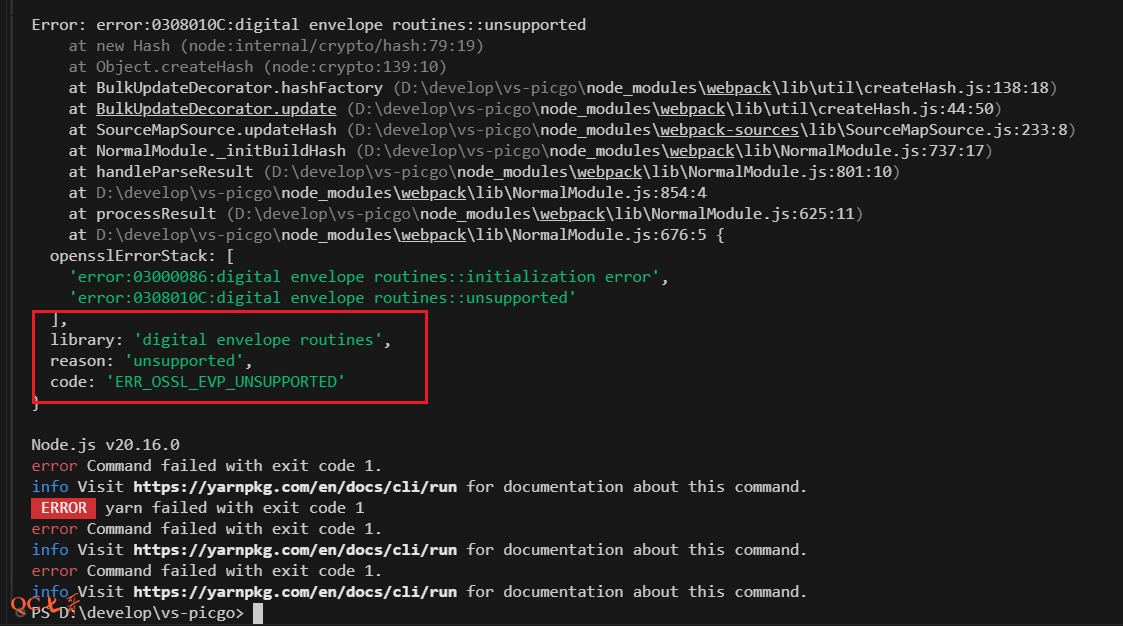 Error: error:0308010C:digital envelope routines::unsupported
    at new Hash (node:internal/crypto/hash:79:19)
    at Object.createHash (node:crypto:139:10)
    at BulkUpdateDecorator.hashFactory (D:\develop\vs-picgo\node_modules\webpack\lib\util\createHash.js:138:18)
    at BulkUpdateDecorator.update (D:\develop\vs-picgo\node_modules\webpack\lib\util\createHash.js:44:50)
    at SourceMapSource.updateHash (D:\develop\vs-picgo\node_modules\webpack-sources\lib\SourceMapSource.js:233:8)
    at NormalModule._initBuildHash (D:\develop\vs-picgo\node_modules\webpack\lib\NormalModule.js:737:17)
    at handleParseResult (D:\develop\vs-picgo\node_modules\webpack\lib\NormalModule.js:801:10)
    at D:\develop\vs-picgo\node_modules\webpack\lib\NormalModule.js:854:4
    at processResult (D:\develop\vs-picgo\node_modules\webpack\lib\NormalModule.js:625:11)
    at D:\develop\vs-picgo\node_modules\webpack\lib\NormalModule.js:676:5 {
  opensslErrorStack: [
    'error:03000086:digital envelope routines::initialization error',
    'error:0308010C:digital envelope routines::unsupported'
  ],
  library: 'digital envelope routines',
  reason: 'unsupported',
  code: 'ERR_OSSL_EVP_UNSUPPORTED'
}
Node.js v20.16.0
error Command failed with exit code 1.
info Visit https://yarnpkg.com/en/docs/cli/run for documentation about this command.
ERROR yarn failed with exit code 1
error Command failed with exit code 1.
info Visit https://yarnpkg.com/en/docs/cli/run for documentation about this command.
error Command failed with exit code 1.
info Visit https://yarnpkg.com/en/docs/cli/run for documentation about this command.
PS D:\develop\vs-picgo>